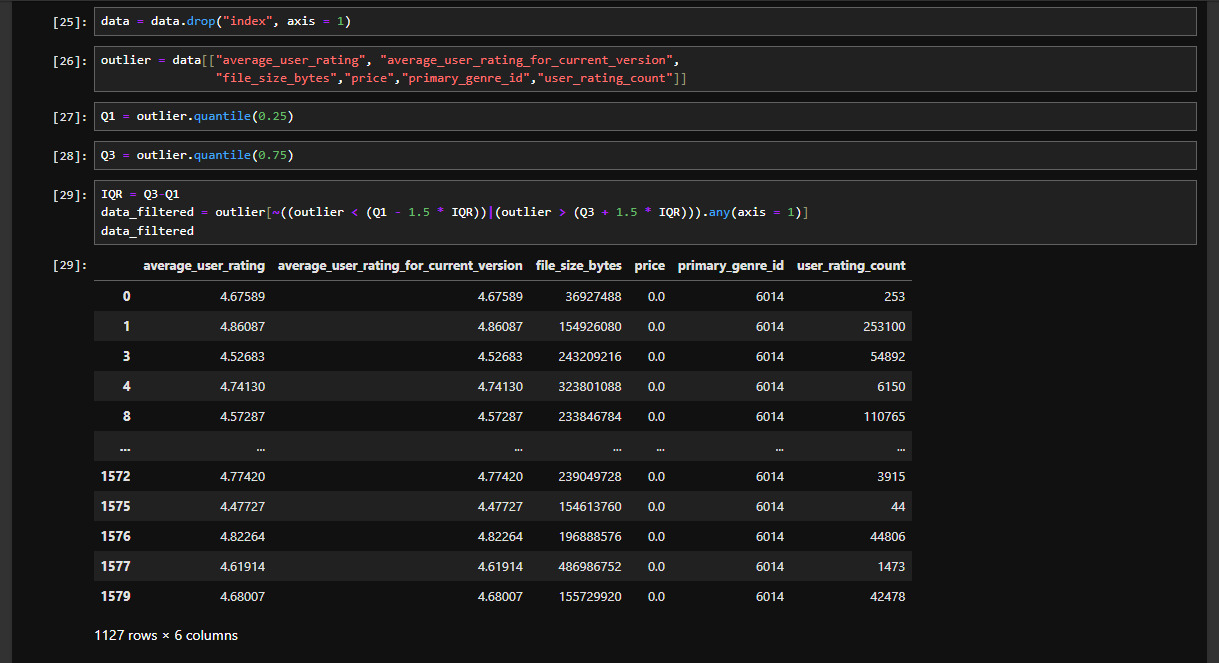 [25]: data = data.drop("index", axis = 1)
[26]: outlier = data[["average_user_rating", "average_user_rating_for_current_version",
"file_size_bytes","price","primary_genre_id","user_rating_count"]]
[27]: Q1 = outlier.quantile(0.25)
[28]: Q3 = outlier.quantile(0.75)
[29]: IQR = Q3-Q1
data_filtered = outlier[~((outlier < (Q1 - 1.5 * IQR))|(outlier > (Q3 + 1.5 * IQR))).any(axis = 1)]
data_filtered
[29]: average_user_rating average_user_rating_for_current_version file_size_bytes price primary_genre_id user_rating_count
0 4.67589 4.67589 36927488 0.0 6014 253
1 4.86087 4.86087 154926080 0.0 6014 253100
3 4.52683 4.52683 243209216 0.0 6014 54892
4 4.74130 4.74130 323801088 0.0 6014 6150
8 4.57287 4.57287 233846784 0.0 6014 110765
... ... ... ... ... ... ...
1572 4.77420 4.77420 239049728 0.0 6014 3915
1575 4.47727 4.47727 154613760 0.0 6014 44
1576 4.82264 4.82264 196888576 0.0 6014 44806
1577 4.61914 4.61914 486986752 0.0 6014 1473
1579 4.68007 4.68007 155729920 0.0 6014 42478
1127 rows × 6 columns